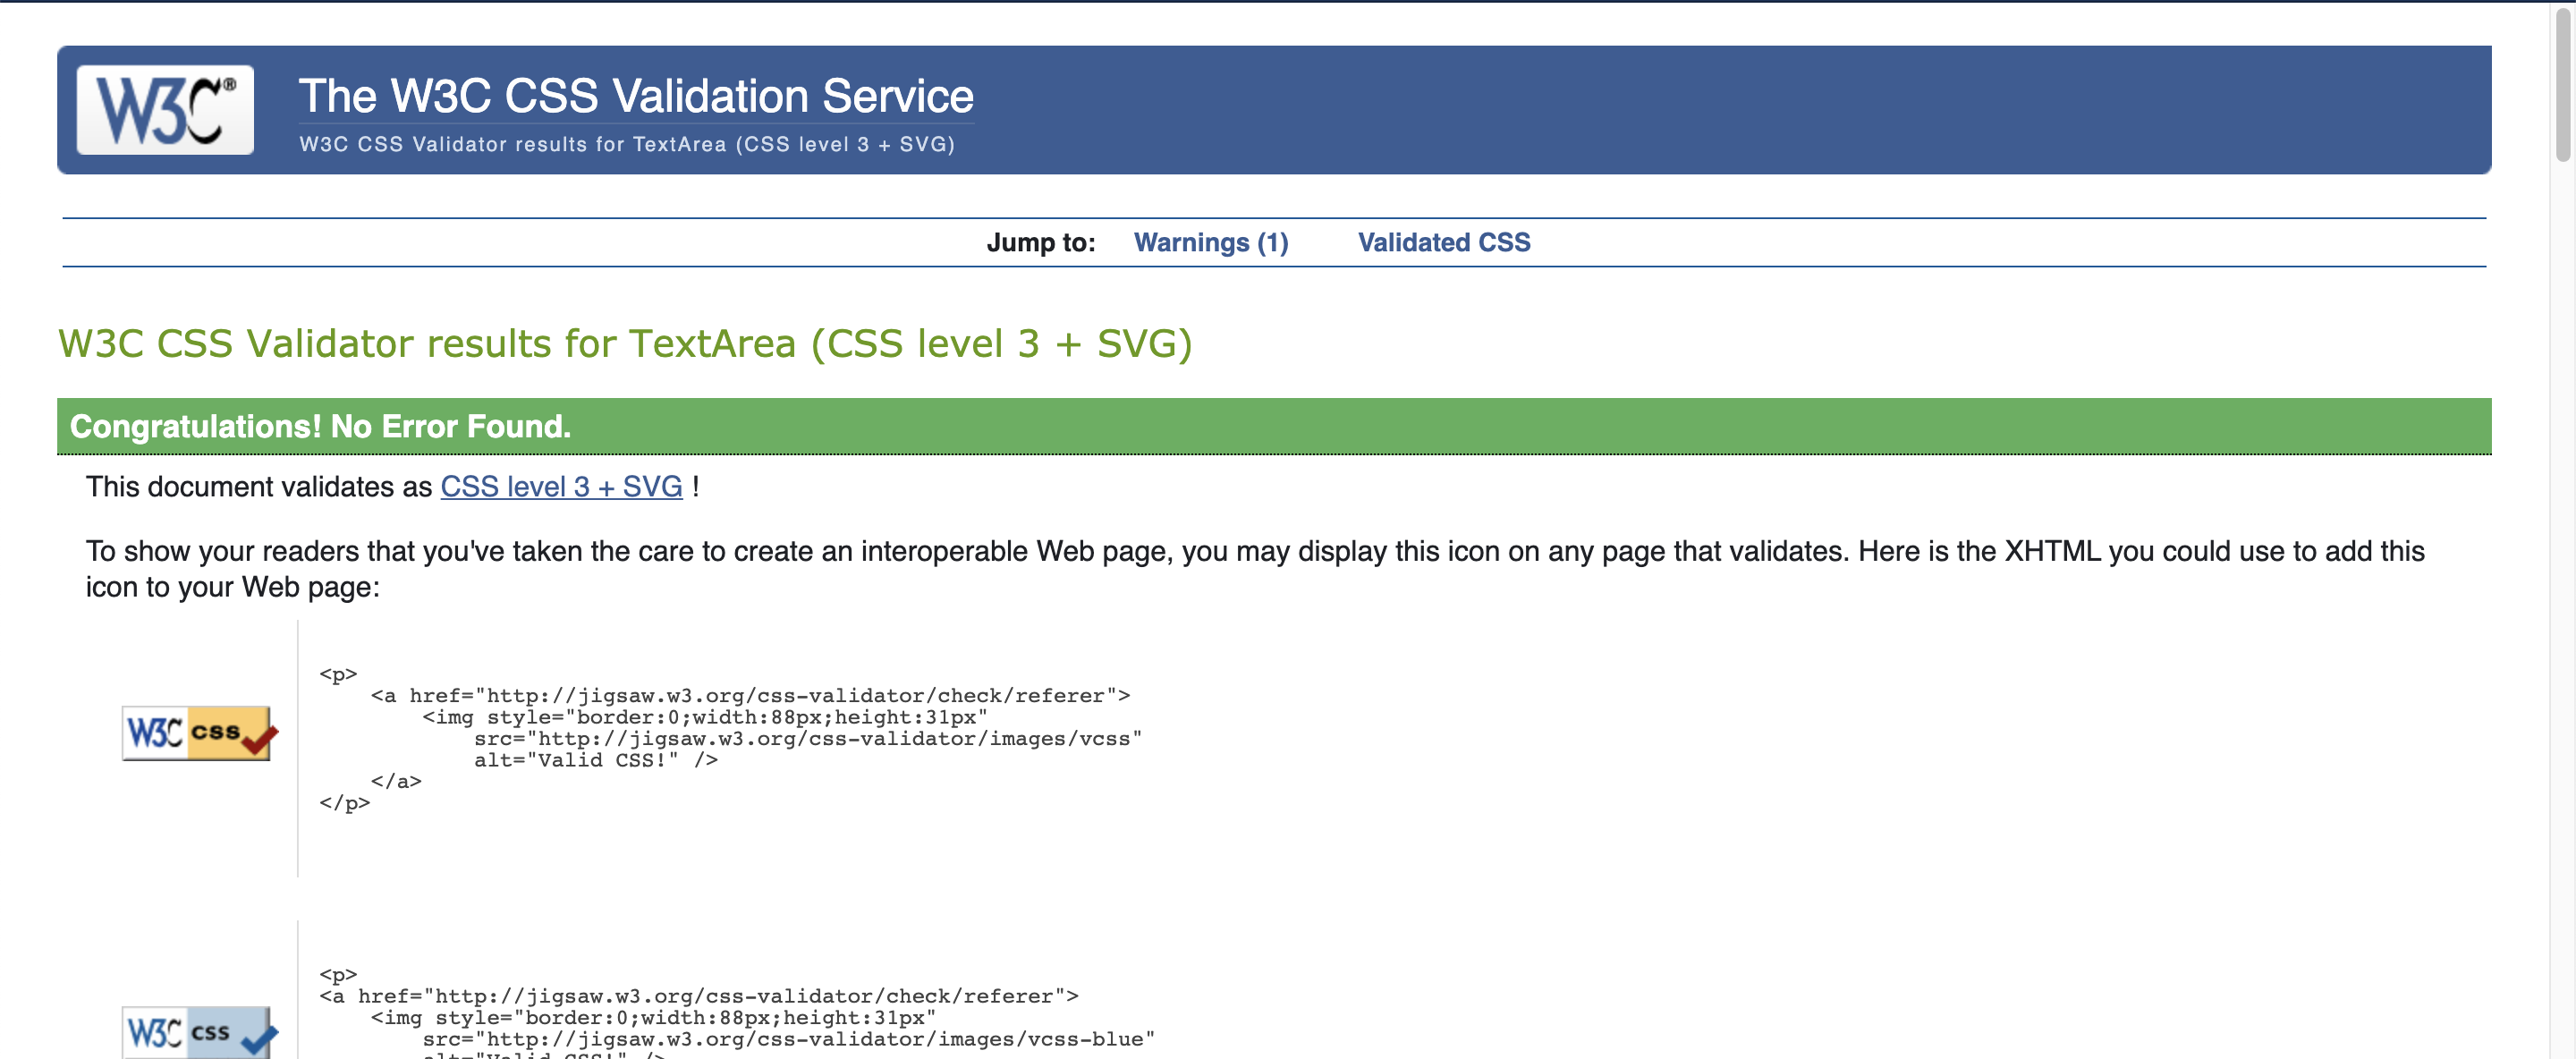 W3C®
The W3C CSS Validation Service
W3C CSS Validator results for TextArea (CSS level 3 + SVG)
Jump to: Warnings (1) Validated CSS
W3C CSS Validator results for TextArea (CSS level 3 + SVG)
Congratulations! No Error Found.
This document validates as CSS level 3 + SVG !
To show your readers that you've taken the care to create an interoperable Web page, you may display this icon on any page that validates. Here is the XHTML you could use to add this
icon to your Web page:
<p>
    <a href="http://jigsaw.w3.org/css-validator/check/referer">
        <img style="border:0;width:88px;height:31px"
W3C css
            src="http://jigsaw.w3.org/css-validator/images/vcss"
            alt="Valid CSS!" />
    </a>
</p>
<p>
<a href="http://jigsaw.w3.org/css-validator/check/referer">
    <img style="border:0;width:88px;height:31px"
W3C css
        src="http://jigsaw.w3.org/css-validator/images/vcss-blue"
        alt="Valid CSS!" />